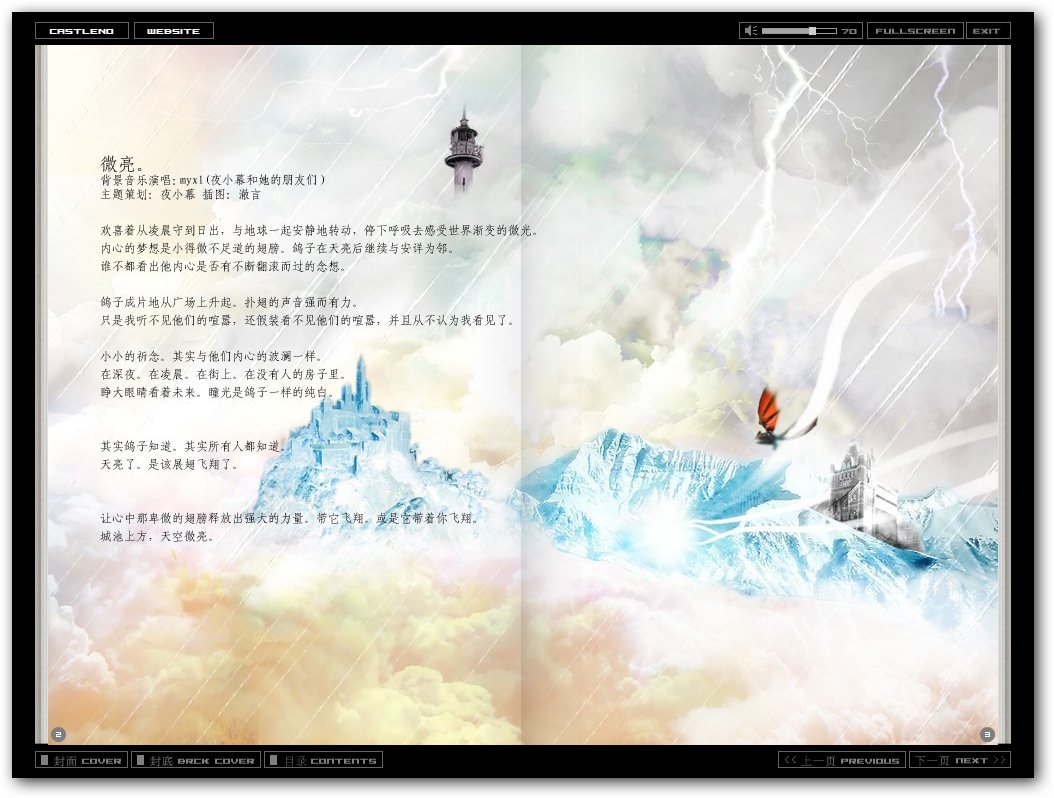 CASTLEND WEBSITE 70 FULLSCREEN EXIT
微亮。
背景音乐演唱: myxl(夜小幕和她的朋友们)
主题策划: 夜小幕 插图: 澈言
欢喜着从凌晨守到日出，与地球一起安静地转动，停下呼吸去感受世界渐变的微光。
内心的梦想是小得微不足道的翅膀。鸽子在天亮后继续与安详为邻。
谁不都看出他内心是否有不断翻滚而过的念想。
鸽子成片地从广场上升起。扑翅的声音强而有力。
只是我听不见他们的喧嚣，还假装看不见他们的喧嚣，并且从不认为我看见了。
小小的祈念。其实与他们内心的波澜一样。
在深夜。在凌晨。在街上。在没有人的房子里。
睁大眼睛看着未来。瞳光是鸽子一样的纯白。
其实鸽子知道。其实所有人都知道。
天亮了。是该展翅飞翔了。
让心中那卑微的翅膀释放出强大的力量。带它飞翔。或是它带着你飞翔。
城池上方，天空微亮。
2 3
封面 COVER 封底 BACK COVER 目录 CONTENTS << 上一页 PREVIOUS 下一页 NEXT >>